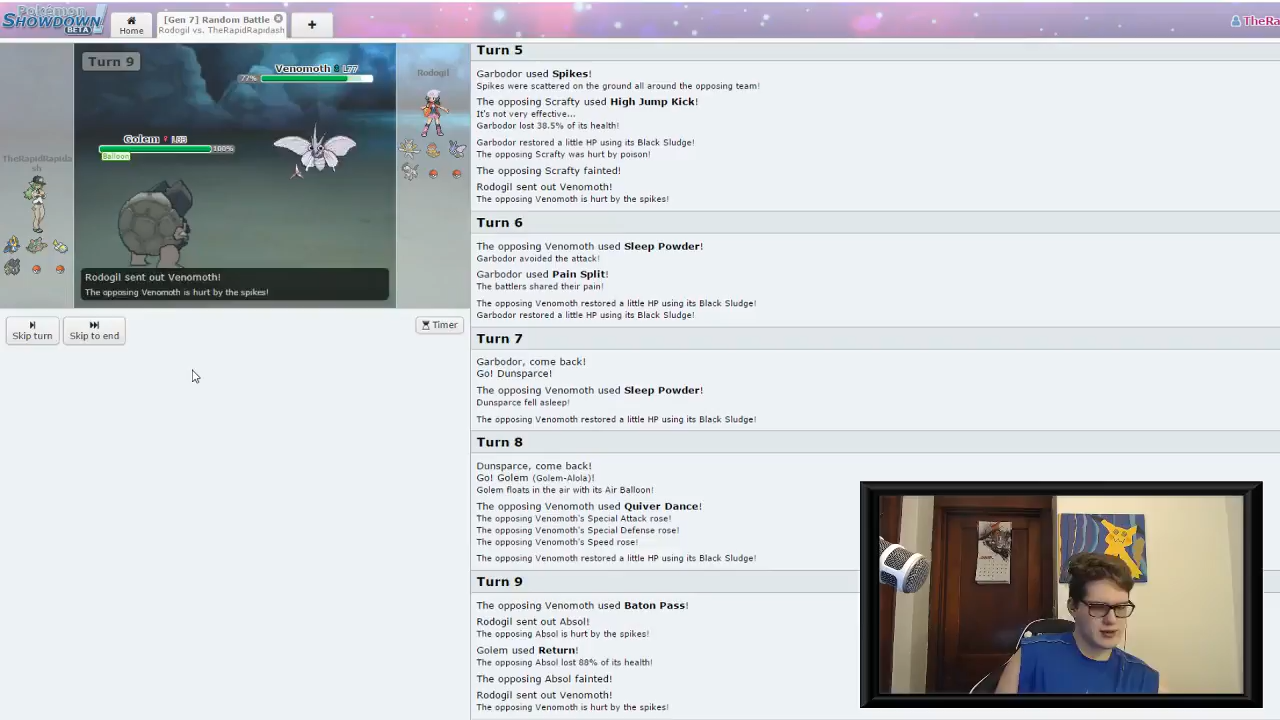 Pokémon
SHOWDOWN!
BETA
Home
[Gen 7] Random Battle
Rodogil vs. TheRapidRapidash
+
TheRa
Turn 9
Venomoth L77
77%
Golem L83
100%
Balloon
Rodogil
TheRapidRapida
sh
Rodogil sent out Venomoth!
The opposing Venomoth is hurt by the spikes!
Skip turn
Skip to end
Timer
Turn 5
Garbodor used Spikes!
Spikes were scattered on the ground all around the opposing team!
The opposing Scrafty used High Jump Kick!
It's not very effective...
Garbodor lost 38.5% of its health!
Garbodor restored a little HP using its Black Sludge!
The opposing Scrafty was hurt by poison!
The opposing Scrafty fainted!
Rodogil sent out Venomoth!
The opposing Venomoth is hurt by the spikes!
Turn 6
The opposing Venomoth used Sleep Powder!
Garbodor avoided the attack!
Garbodor used Pain Split!
The battlers shared their pain!
The opposing Venomoth restored a little HP using its Black Sludge!
Garbodor restored a little HP using its Black Sludge!
Turn 7
Garbodor, come back!
Go! Dunsparce!
The opposing Venomoth used Sleep Powder!
Dunsparce fell asleep!
The opposing Venomoth restored a little HP using its Black Sludge!
Turn 8
Dunsparce, come back!
Go! Golem (Golem-Alola)!
Golem floats in the air with its Air Balloon!
The opposing Venomoth used Quiver Dance!
The opposing Venomoth's Special Attack rose!
The opposing Venomoth's Special Defense rose!
The opposing Venomoth's Speed rose!
The opposing Venomoth restored a little HP using its Black Sludge!
Turn 9
The opposing Venomoth used Baton Pass!
Rodogil sent out Absol!
The opposing Absol is hurt by the spikes!
Golem used Return!
The opposing Absol lost 88% of its health!
The opposing Absol fainted!
Rodogil sent out Venomoth!
The opposing Venomoth is hurt by the spikes!